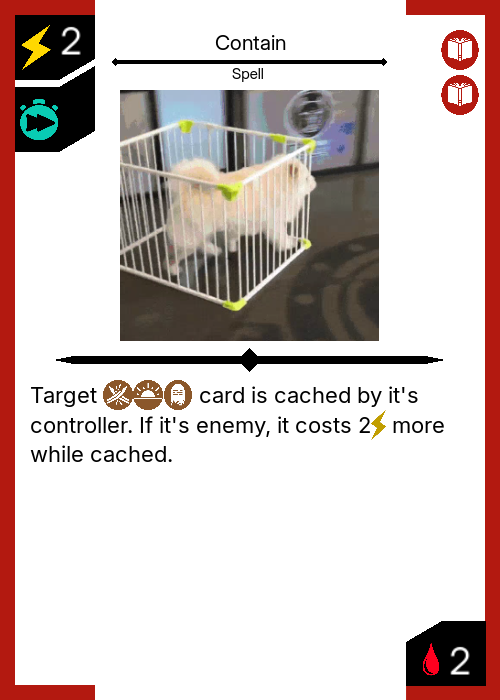 2
Contain
Spell
Target card is cached by it's
controller. If it's enemy, it costs 2 more
while cached.
2